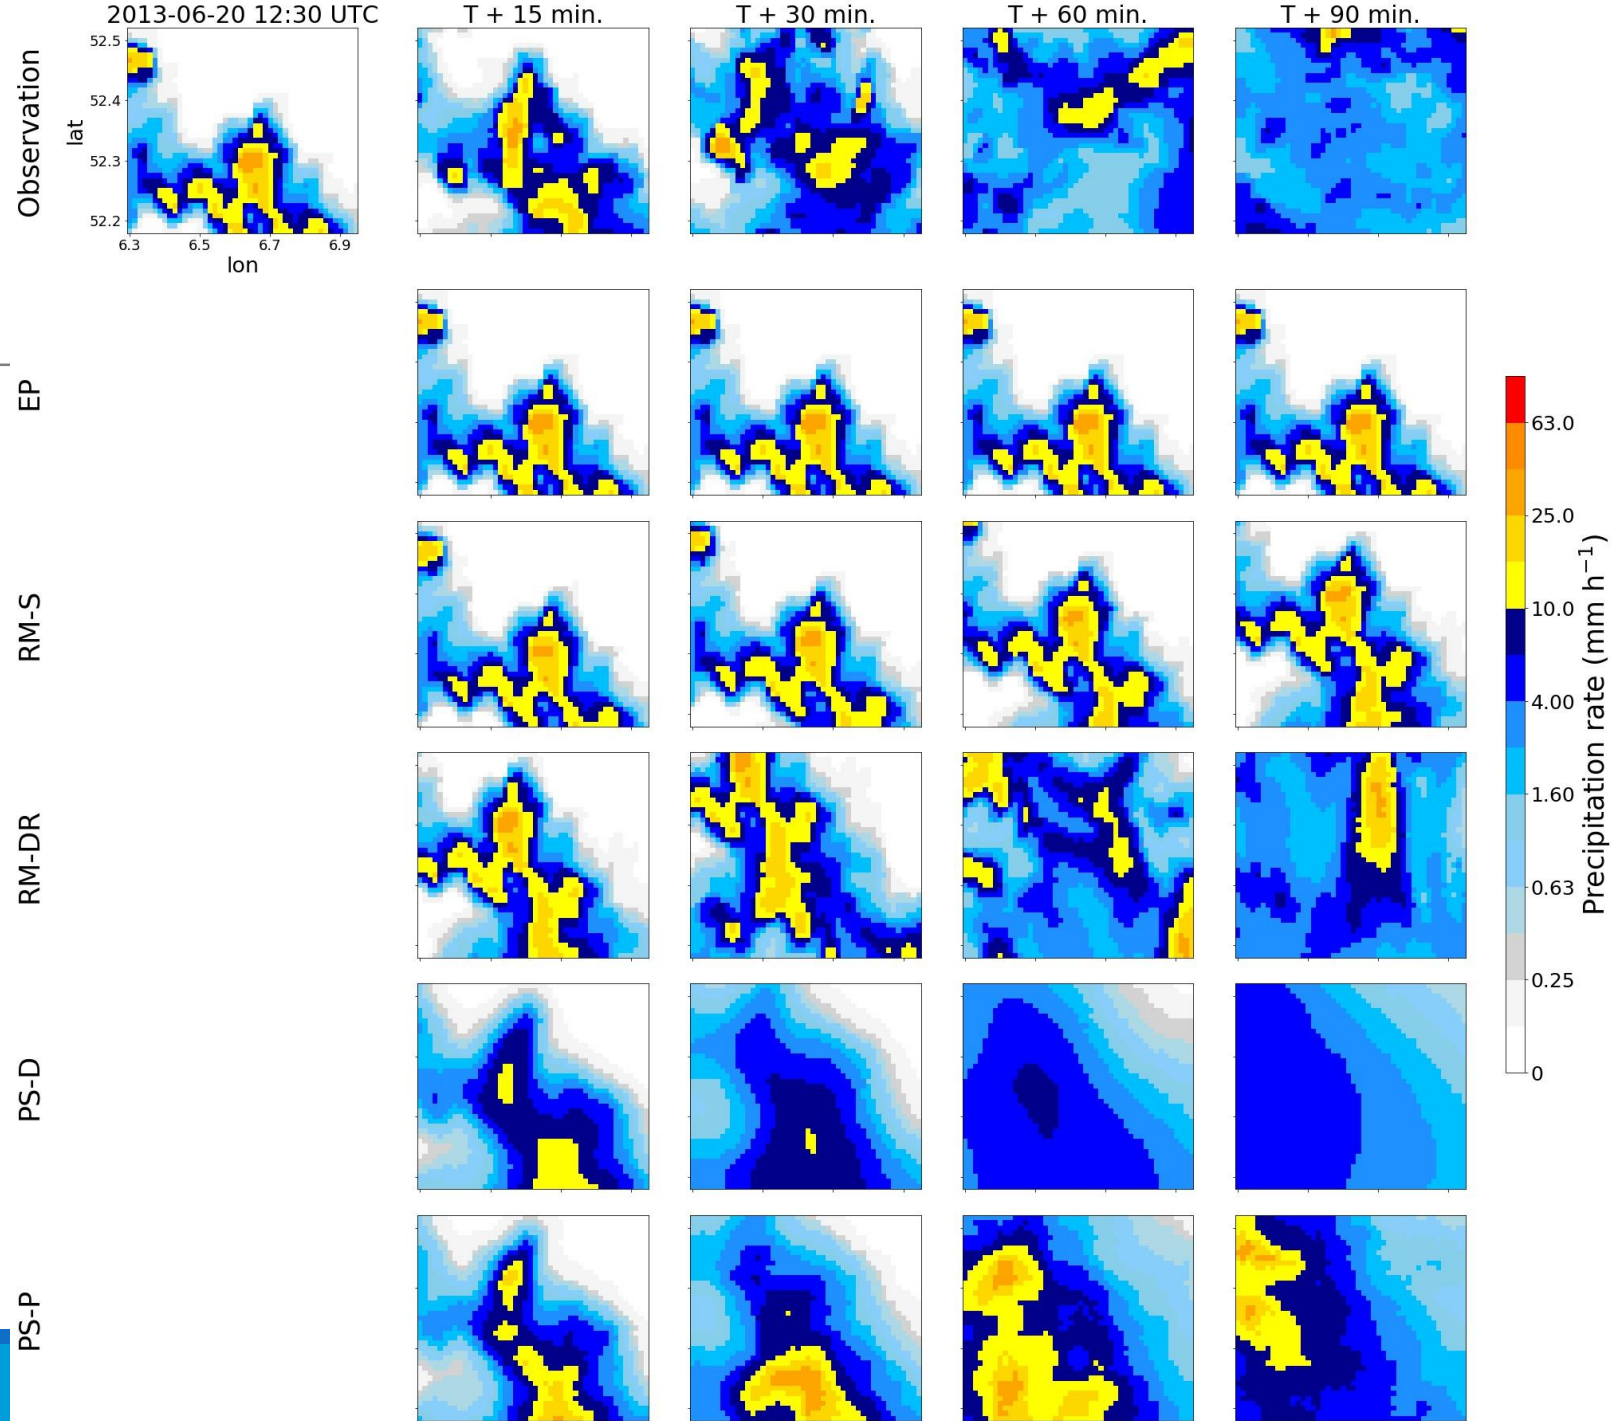 2013-06-20 12:30 UTC
T + 15 min.
T + 30 min.
T + 60 min.
T + 90 min.
Observation
lat
52.5
52.4
52.3
52.2
6.3
6.5
6.7
6.9
lon
EP
RM-S
RM-DR
PS-D
PS-P
63.0
25.0
10.0
4.00
1.60
0.63
0.25
0
Precipitation rate (mm h⁻¹)